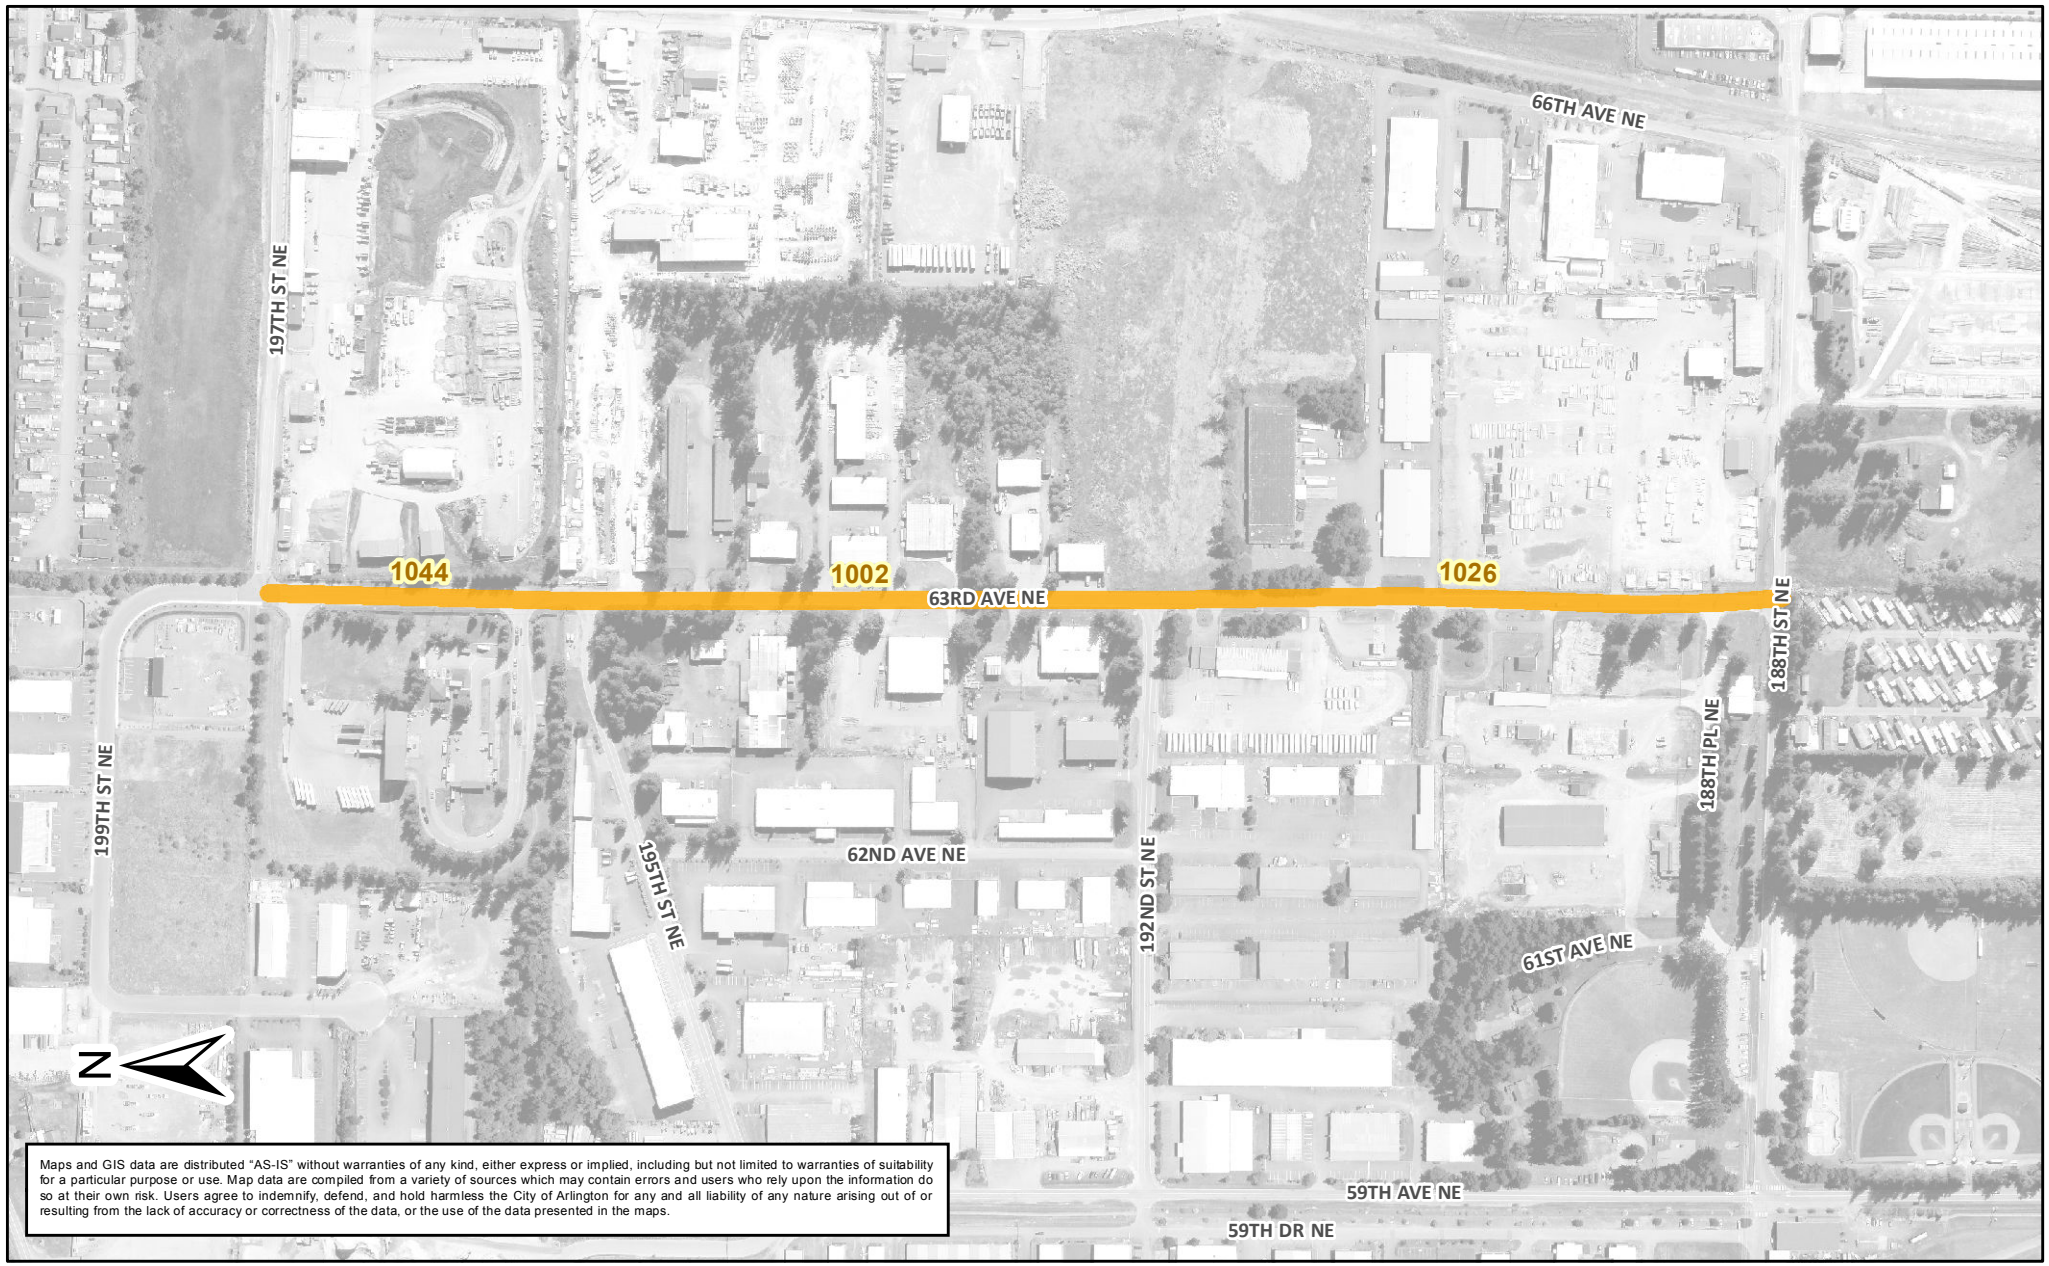 66TH AVE NE
197TH ST NE
1044
1002
1026
63RD AVE NE
188TH ST NE
188TH PL NE
199TH ST NE
195TH ST NE
62ND AVE NE
192ND ST NE
61ST AVE NE
N
Maps and GIS data are distributed “AS-IS” without warranties of any kind, either express or implied, including but not limited to warranties of suitability
for a particular purpose or use. Map data are compiled from a variety of sources which may contain errors and users who rely upon the information do
so at their own risk. Users agree to indemnify, defend, and hold harmless the City of Arlington for any and all liability of any nature arising out of or
resulting from the lack of accuracy or correctness of the data, or the use of the data presented in the maps.
59TH AVE NE
59TH DR NE